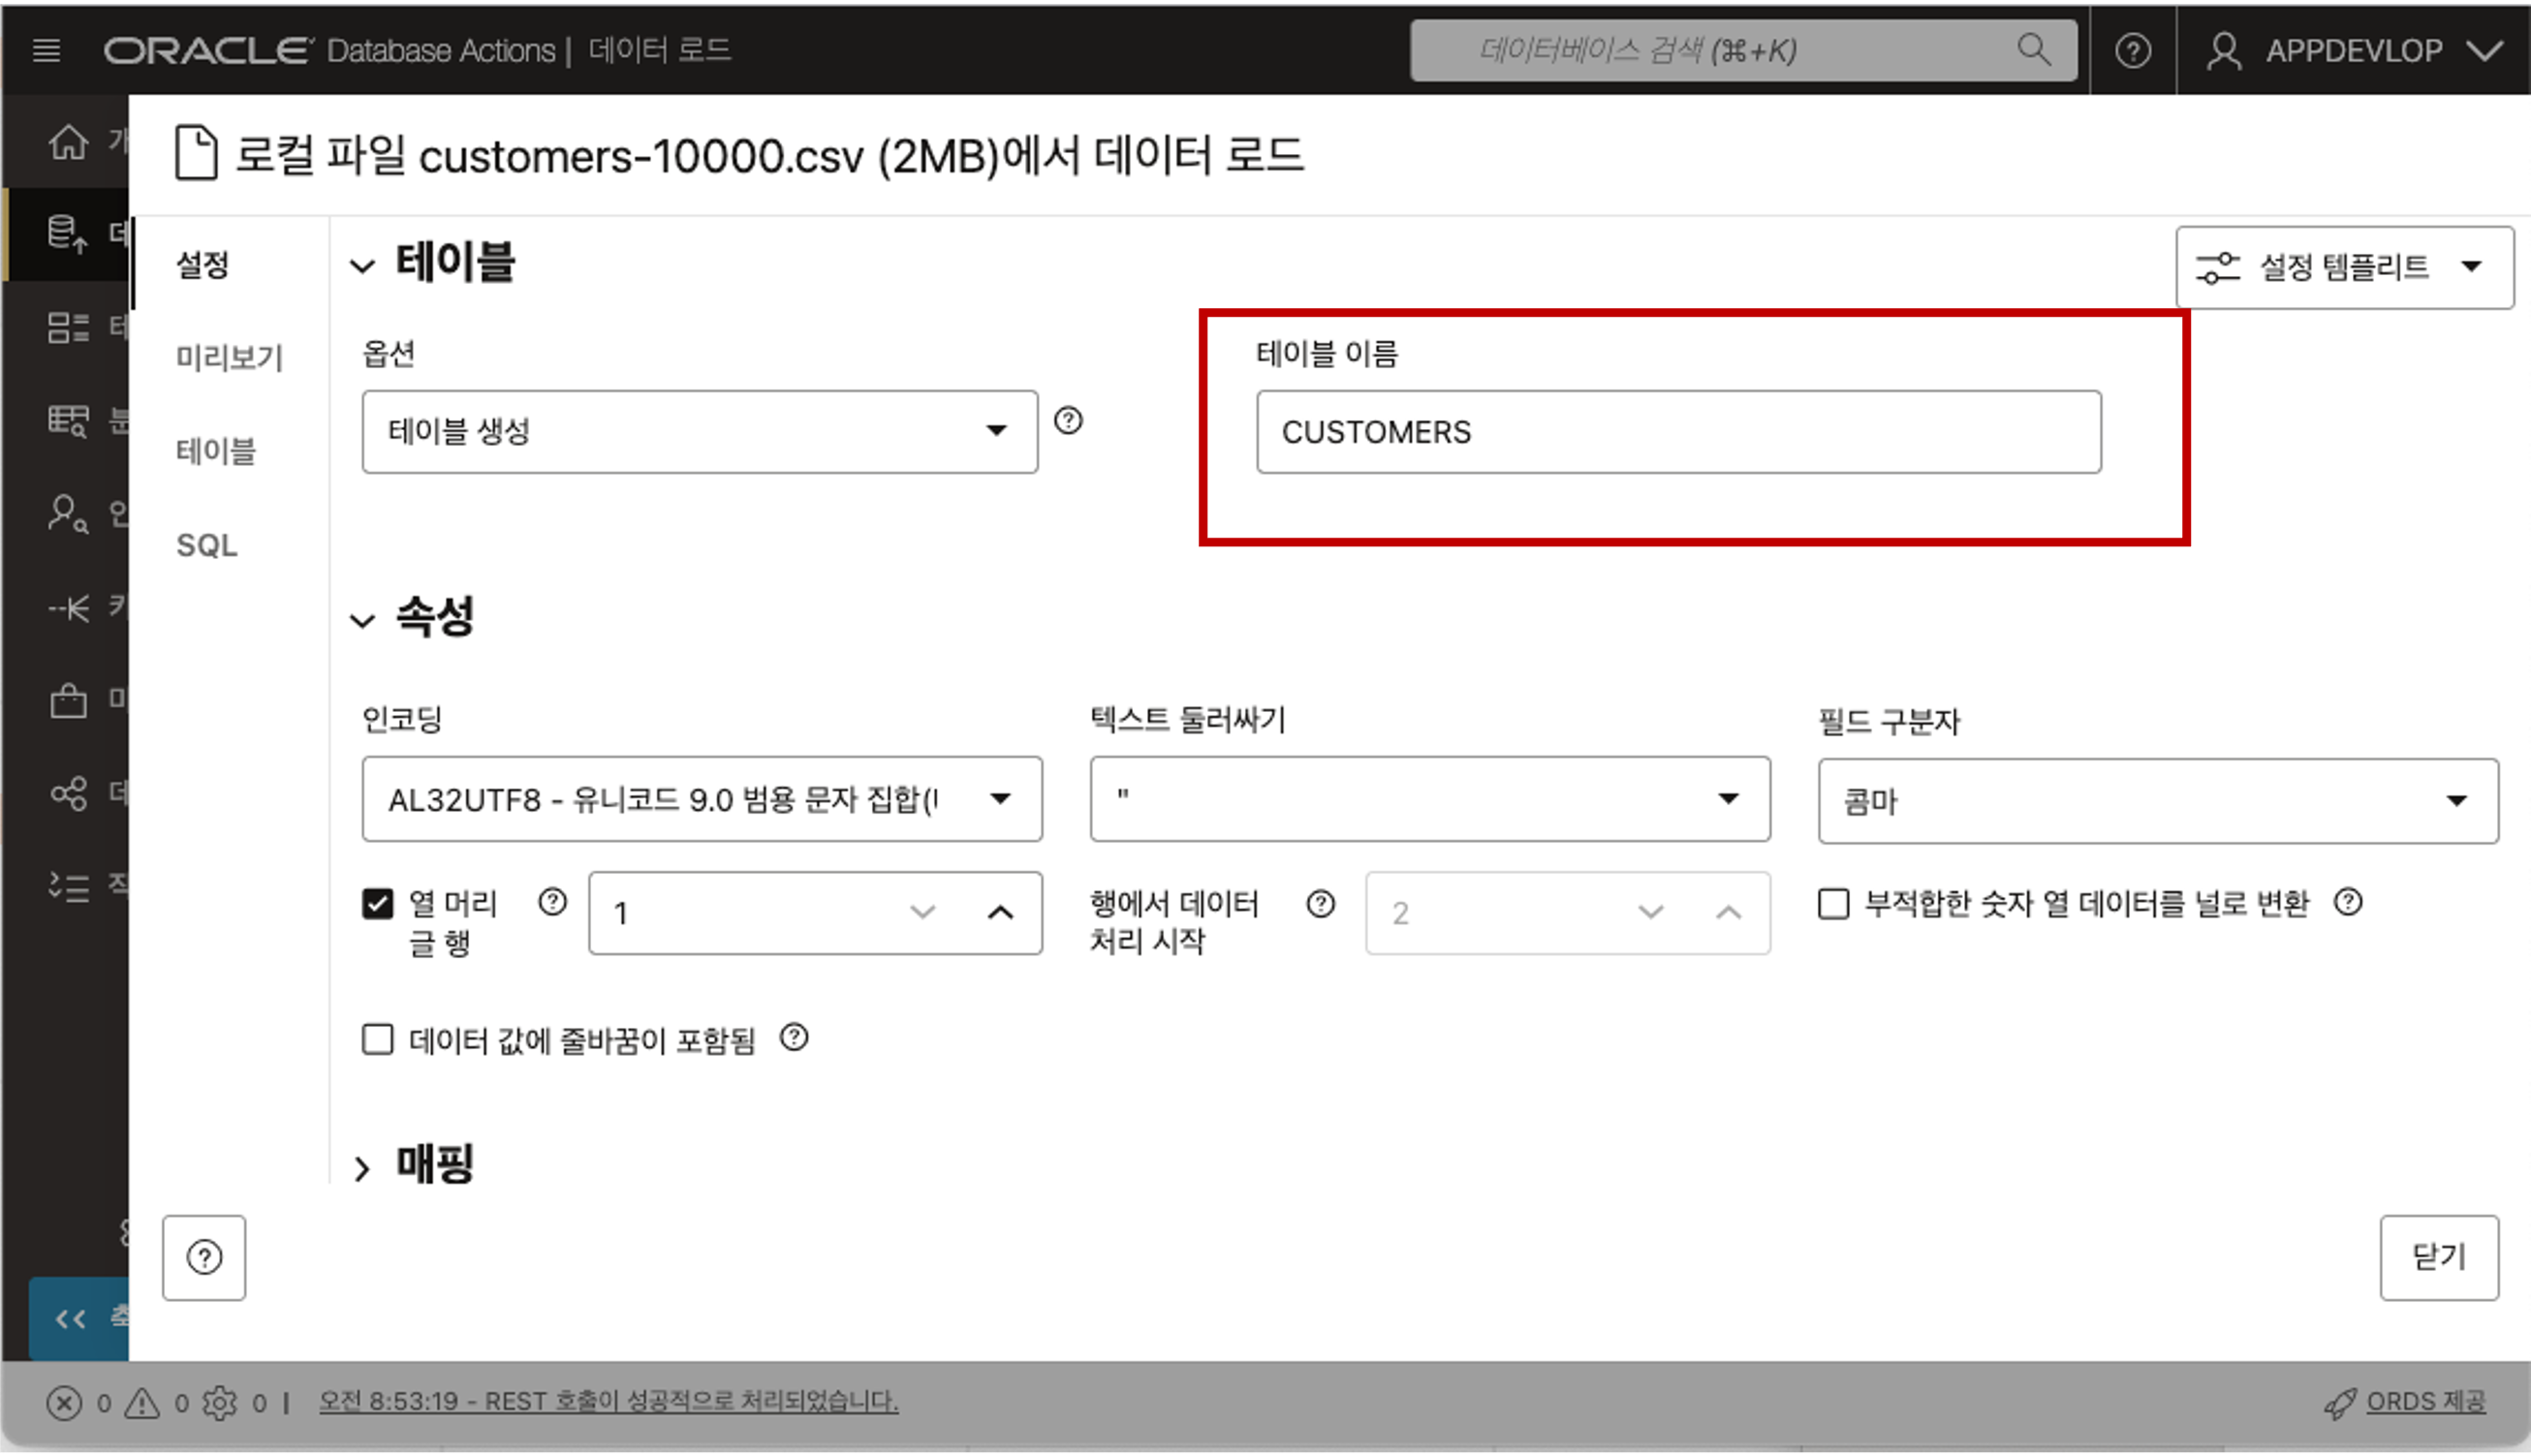 ORACLE Database Actions | 데이터 로드
데이터베이스 검색 (⌘+K)
APPDEVLOP
로컬 파일 customers-10000.csv (2MB)에서 데이터 로드
설정
미리보기
테이블
SQL
테이블
설정 템플리트
옵션
테이블 생성
테이블 이름
CUSTOMERS
속성
인코딩
AL32UTF8 - 유니코드 9.0 범용 문자 집합(
텍스트 둘러싸기
"
필드 구분자
콤마
열 머리
글 행
1
행에서 데이터
처리 시작
2
부적합한 숫자 열 데이터를 널로 변환
데이터 값에 줄바꿈이 포함됨
매핑
닫기
0 0 0 | 오전 8:53:19 - REST 호출이 성공적으로 처리되었습니다.
ORDS 제공